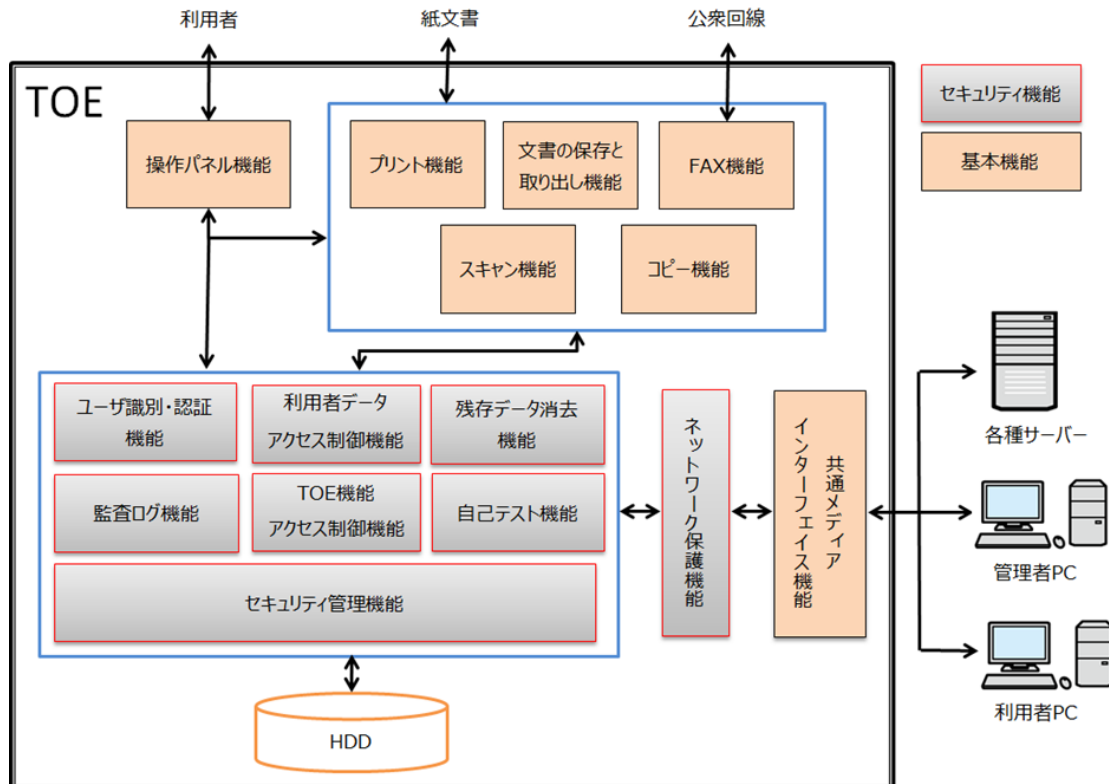 利用者
紙文書
公衆回線
TOE
セキュリティ機能
基本機能
操作パネル機能
プリント機能
文書の保存と
取り出し機能
FAX機能
スキャン機能
コピー機能
ユーザ識別・認証
機能
利用者データ
アクセス制御機能
残存データ消去
機能
監査ログ機能
TOE機能
アクセス制御機能
自己テスト機能
セキュリティ管理機能
ネットワーク保護機能
共通メディア
インターフェイス機能
各種サーバー
管理者PC
利用者PC
HDD